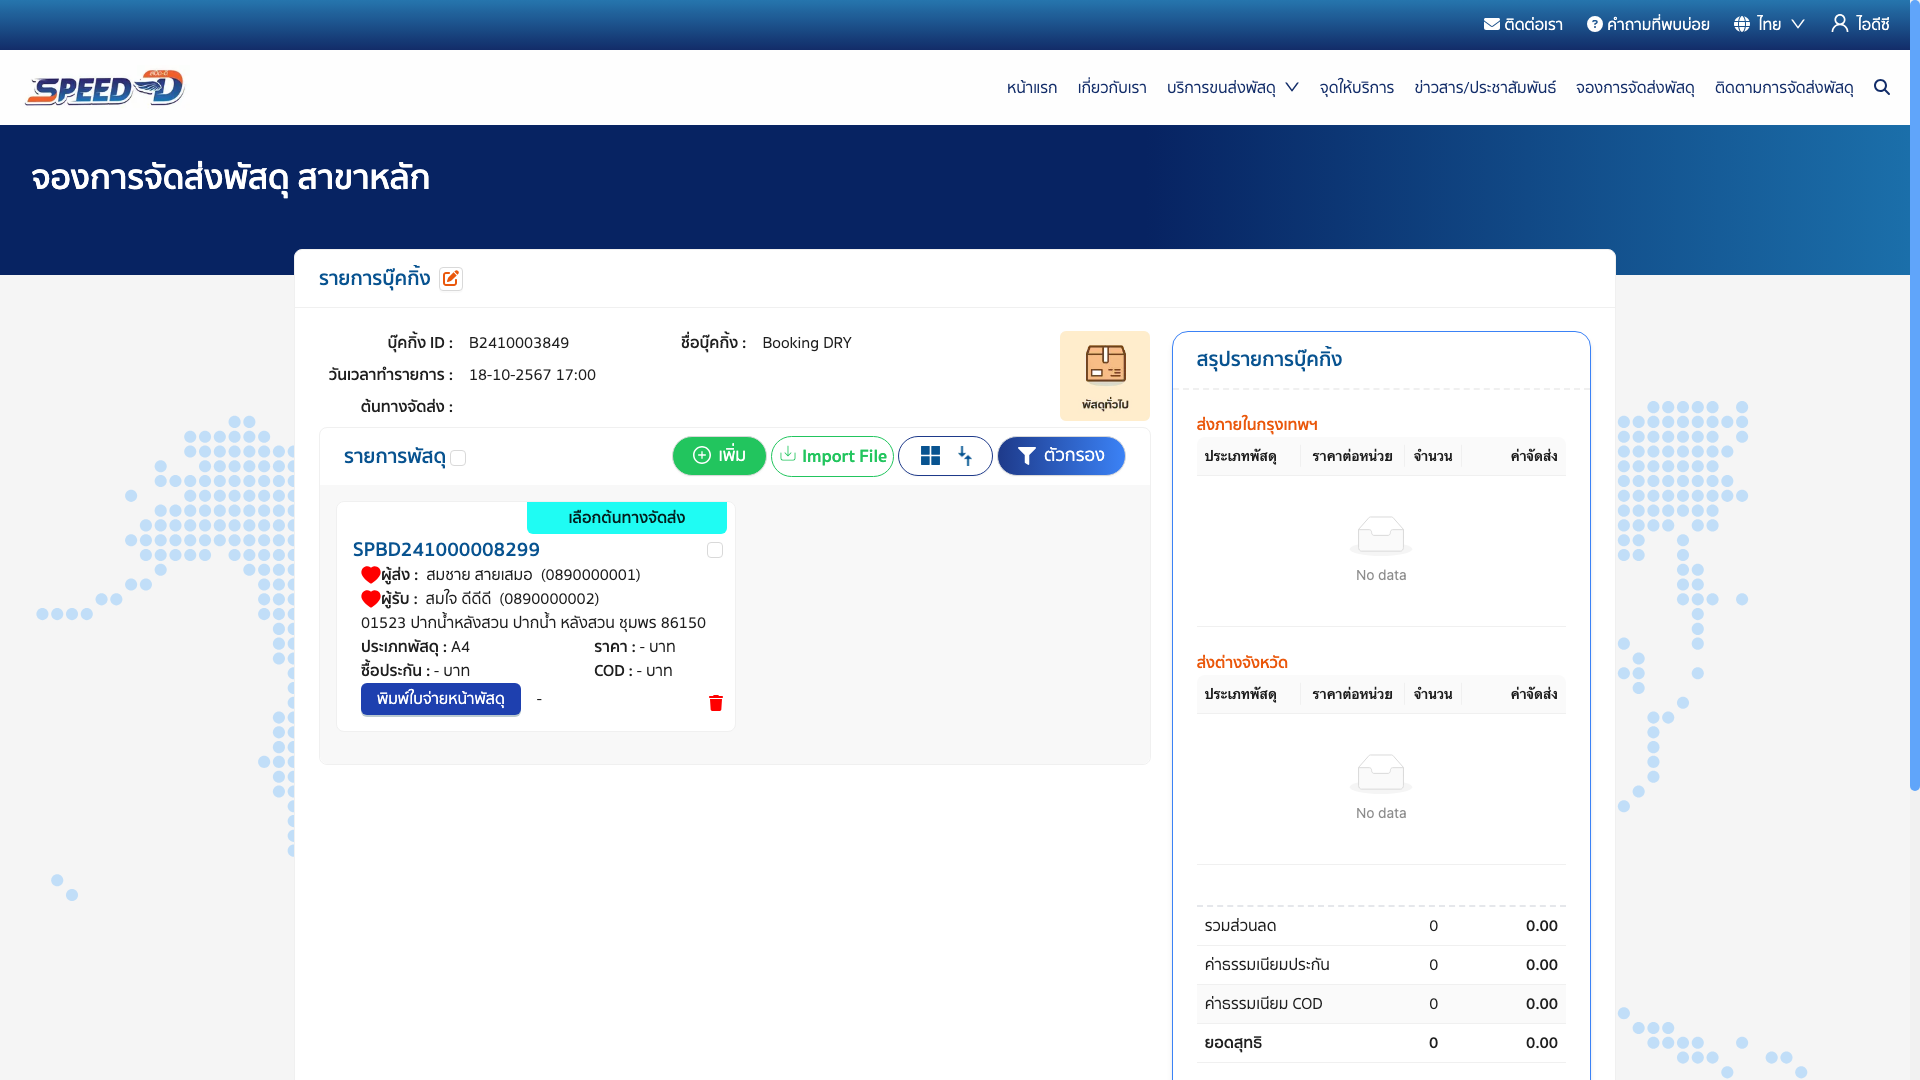 ติดต่อเรา คำถามที่พบบ่อย ไทย ไอดีซี
SPEED-D
หน้าแรก เกี่ยวกับเรา บริการขนส่งพัสดุ จุดให้บริการ ข่าวสาร/ประชาสัมพันธ์ จองการจัดส่งพัสดุ ติดตามการจัดส่งพัสดุ
จองการจัดส่งพัสดุ สาขาหลัก
รายการบุ๊คกิ้ง
บุ๊คกิ้ง ID : B2410003849 ชื่อบุ๊คกิ้ง : Booking DRY
วันเวลาทำรายการ : 18-10-2567 17:00
ต้นทางจัดส่ง :
พัสดุทั่วไป
รายการพัสดุ เพิ่ม Import File ตัวกรอง
เลือกต้นทางจัดส่ง
SPBD241000008299
ผู้ส่ง : สมชาย สายเสมอ (0890000001)
ผู้รับ : สมใจ ดีดีดี (0890000002)
01523 ปากน้ำหลังสวน ปากน้ำ หลังสวน ชุมพร 86150
ประเภทพัสดุ : A4 ราคา : - บาท
ซื้อประกัน : - บาท COD : - บาท
พิมพ์ใบจ่ายหน้าพัสดุ -
สรุปรายการบุ๊คกิ้ง
ส่งภายในกรุงเทพฯ
ประเภทพัสดุ ราคาต่อหน่วย จำนวน ค่าจัดส่ง
No data
ส่งต่างจังหวัด
ประเภทพัสดุ ราคาต่อหน่วย จำนวน ค่าจัดส่ง
No data
รวมส่วนลด 0 0.00
ค่าธรรมเนียมประกัน 0 0.00
ค่าธรรมเนียม COD 0 0.00
ยอดสุทธิ 0 0.00